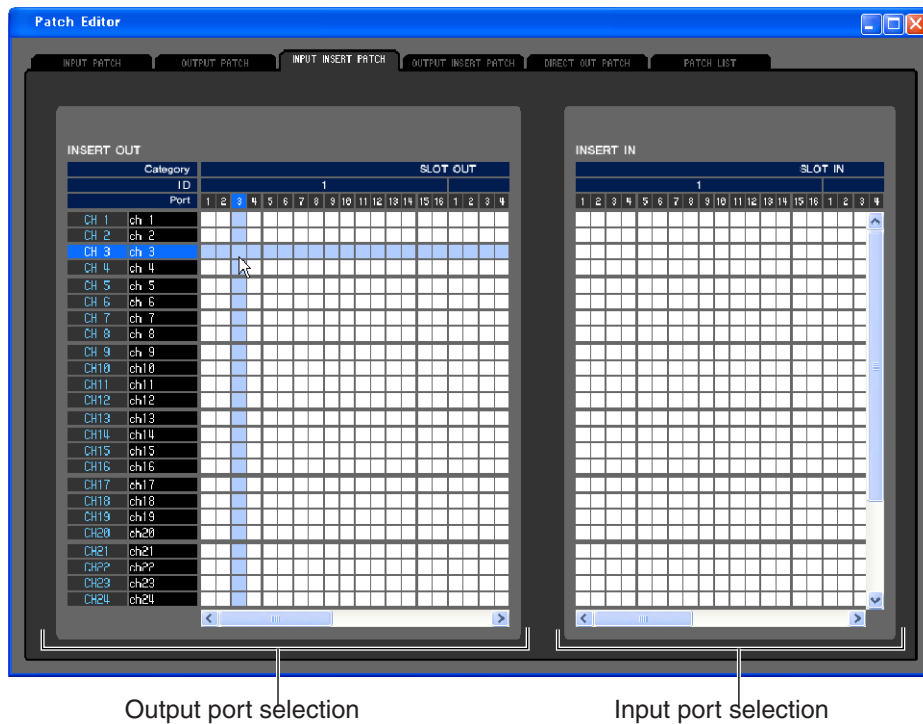 Patch Editor
INPUT PATCH OUTPUT PATCH INPUT INSERT PATCH OUTPUT INSERT PATCH DIRECT OUT PATCH PATCH LIST
INSERT OUT
Category SLOT OUT
ID 1
Port 1 2 3 4 5 6 7 8 9 10 11 12 13 14 15 16 1 2 3 4
CH 1 ch 1
CH 2 ch 2
CH 3 ch 3
CH 4 ch 4
CH 5 ch 5
CH 6 ch 6
CH 7 ch 7
CH 8 ch 8
CH 9 ch 9
CH10 ch10
CH11 ch11
CH12 ch12
CH13 ch13
CH14 ch14
CH15 ch15
CH16 ch16
CH17 ch17
CH18 ch18
CH19 ch19
CH20 ch20
CH21 ch21
CH22 ch22
CH23 ch23
CH24 ch24
INSERT IN
SLOT IN
1
1 2 3 4 5 6 7 8 9 10 11 12 13 14 15 16 1 2 3 4
Output port selection
Input port selection